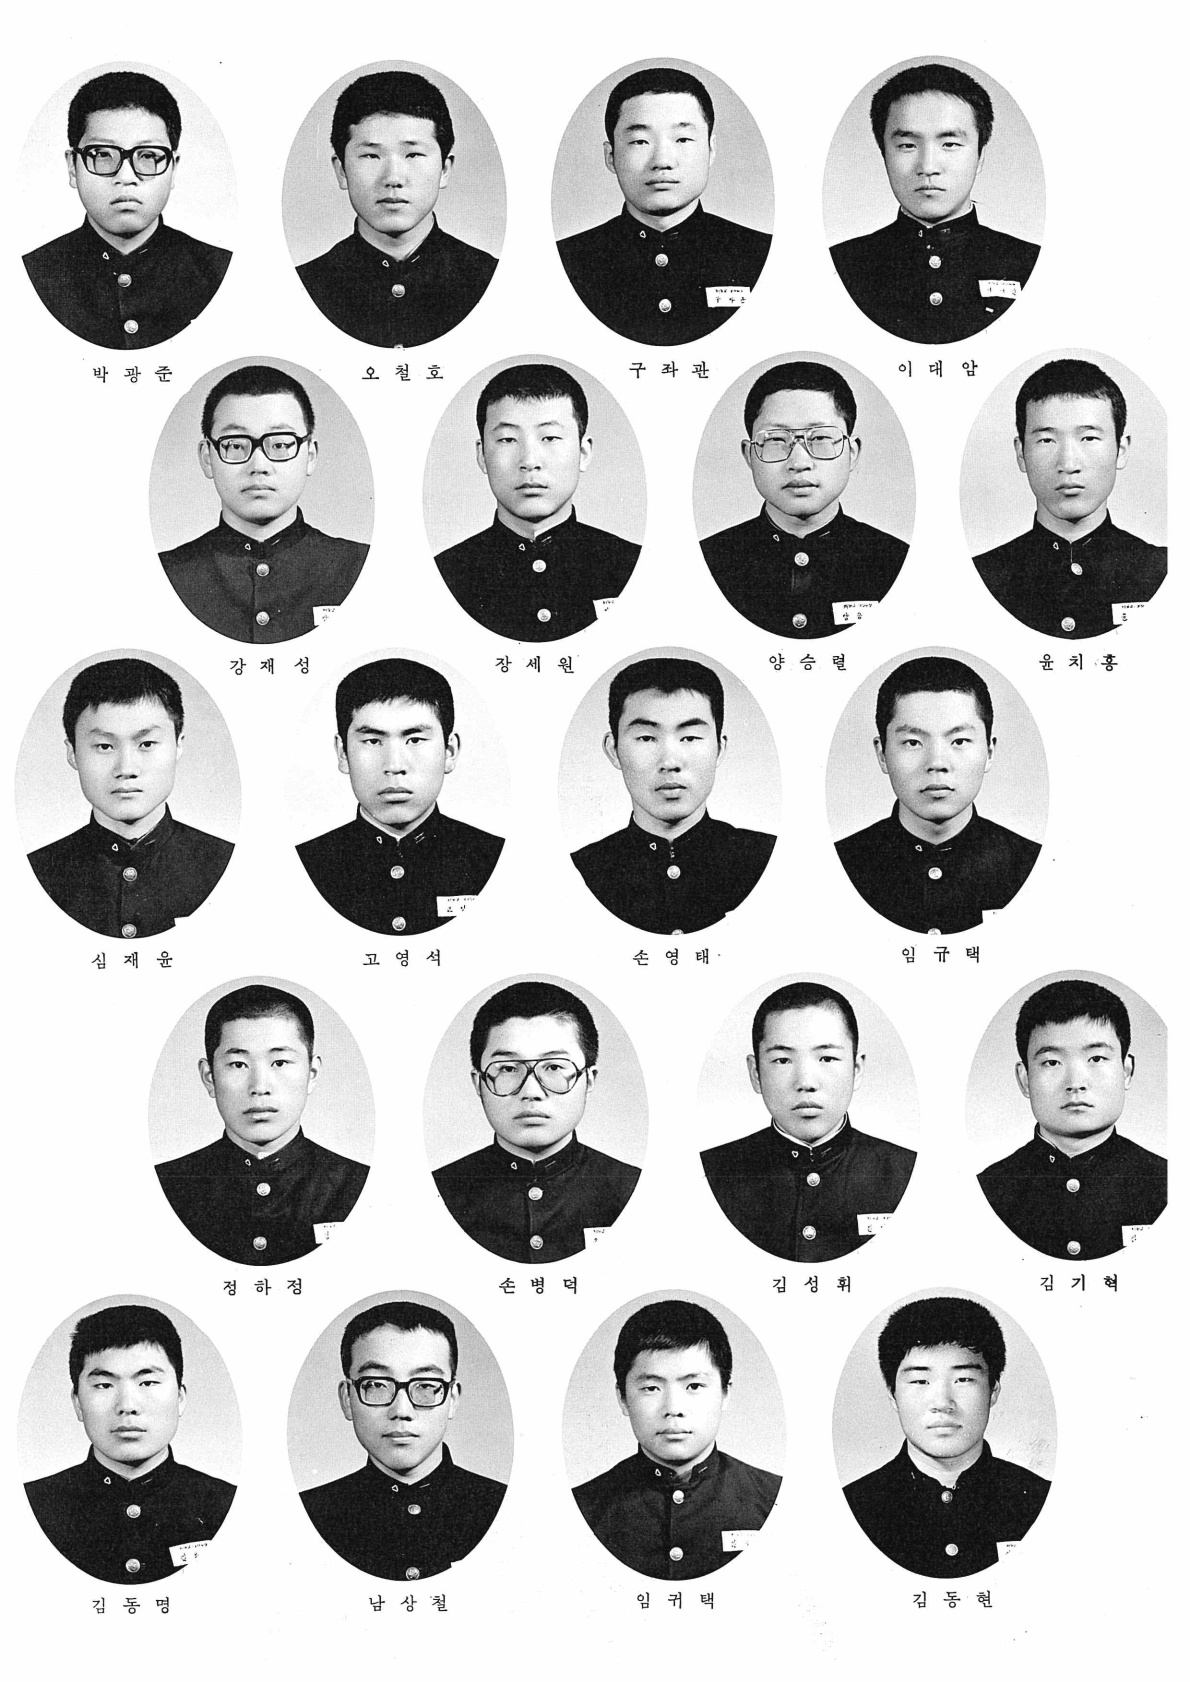 박 광 준 오 철 호 구 좌 관 이 대 암
강 재 성 장 세 원 양 승 렬 윤 치 홍
심 재 윤 고 영 석 손 영 태 임 규 택
정 하 정 손 병 덕 김 성 휘 김 기 혁
김 동 명 남 상 철 임 귀 택 김 동 현